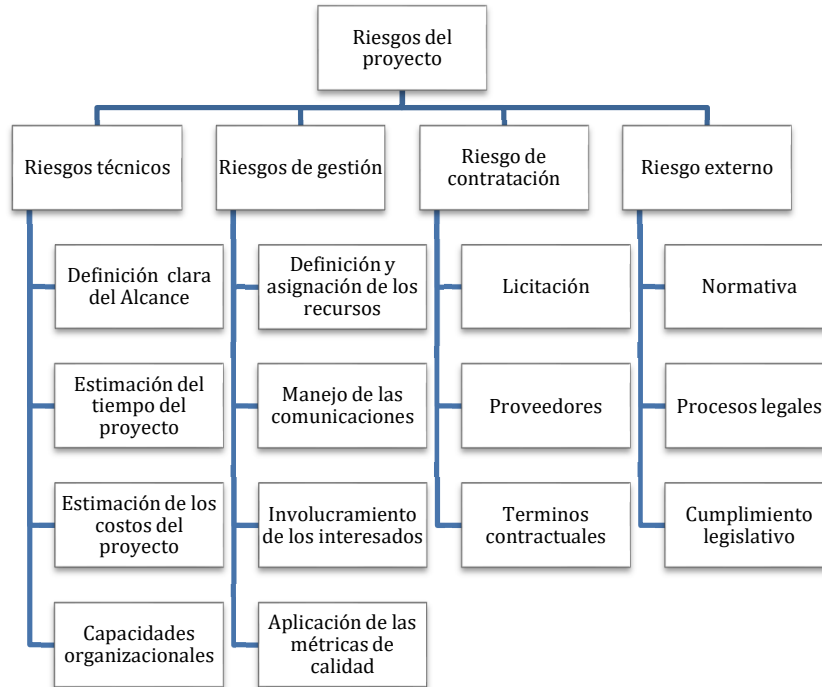 Riesgos del
proyecto
Riesgos técnicos
Riesgos de gestión
Riesgo de
contratación
Riesgo externo
Definición clara
del Alcance
Estimación del
tiempo del
proyecto
Estimación de los
costos del
proyecto
Capacidades
organizacionales
Definición y
asignación de los
recursos
Manejo de las
comunicaciones
Involucramiento
de los interesados
Aplicación de las
métricas de
calidad
Licitación
Proveedores
Terminos
contractuales
Normativa
Procesos legales
Cumplimiento
legislativo